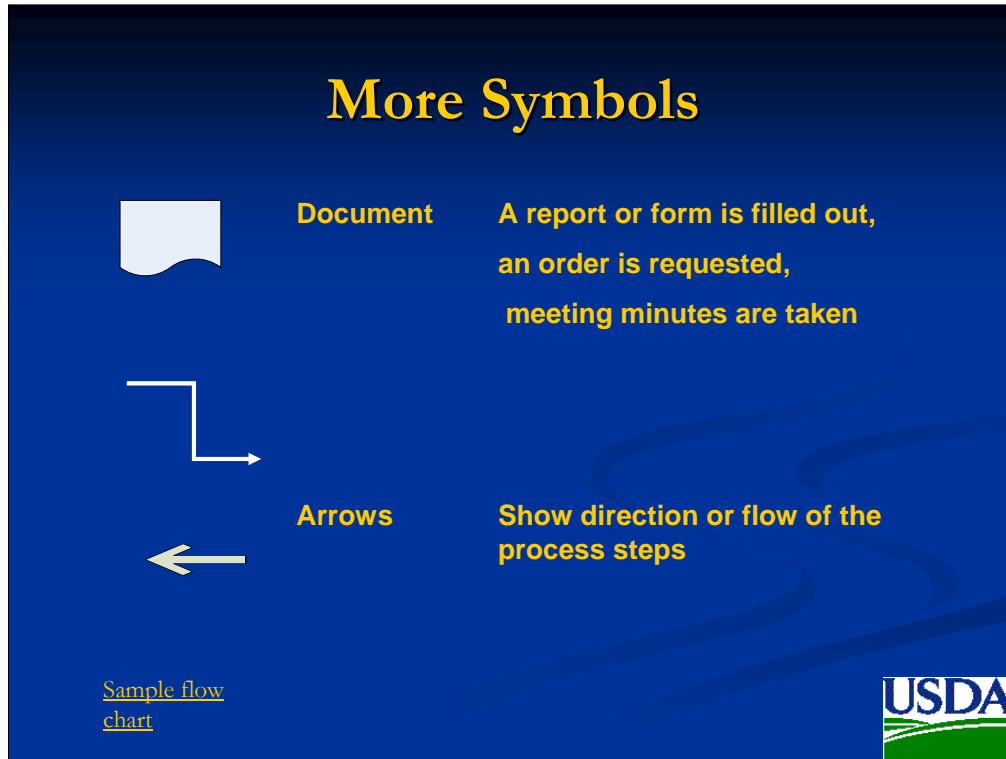 More Symbols
Document
A report or form is filled out,
an order is requested,
meeting minutes are taken
Arrows
Show direction or flow of the
process steps
Sample flow
chart
USDA